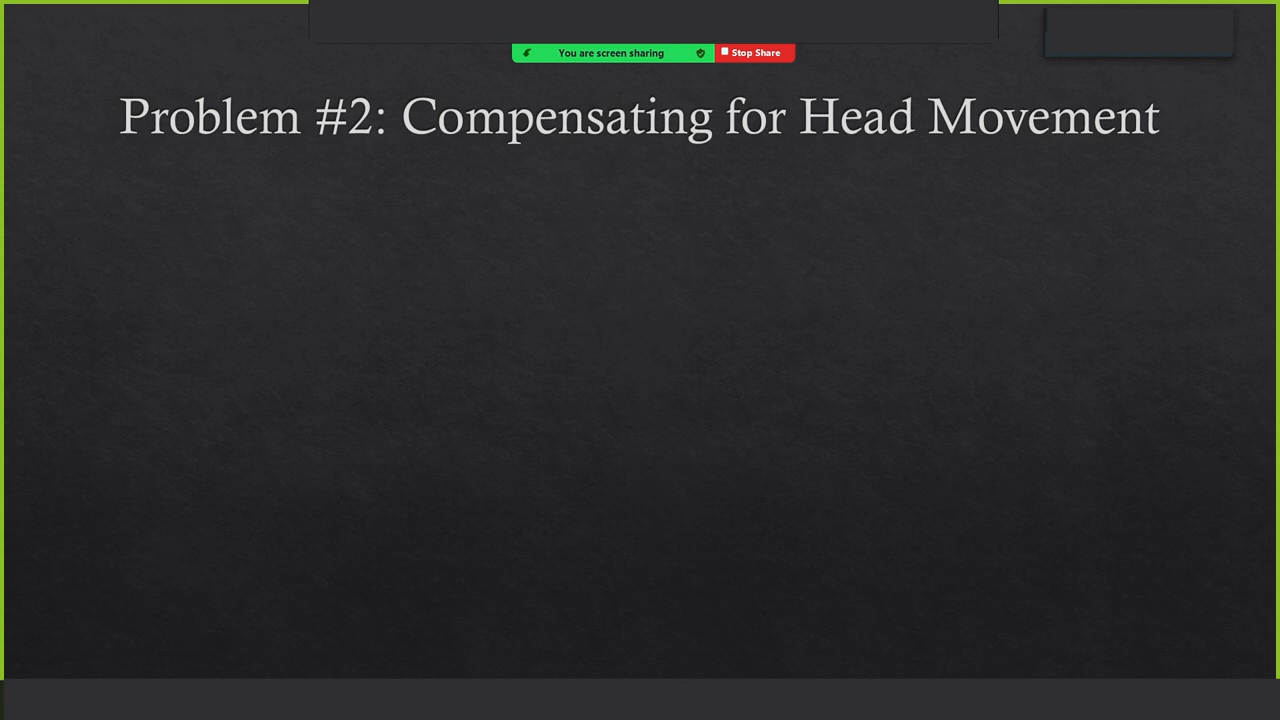 You are screen sharing
Stop Share
Problem #2: Compensating for Head Movement